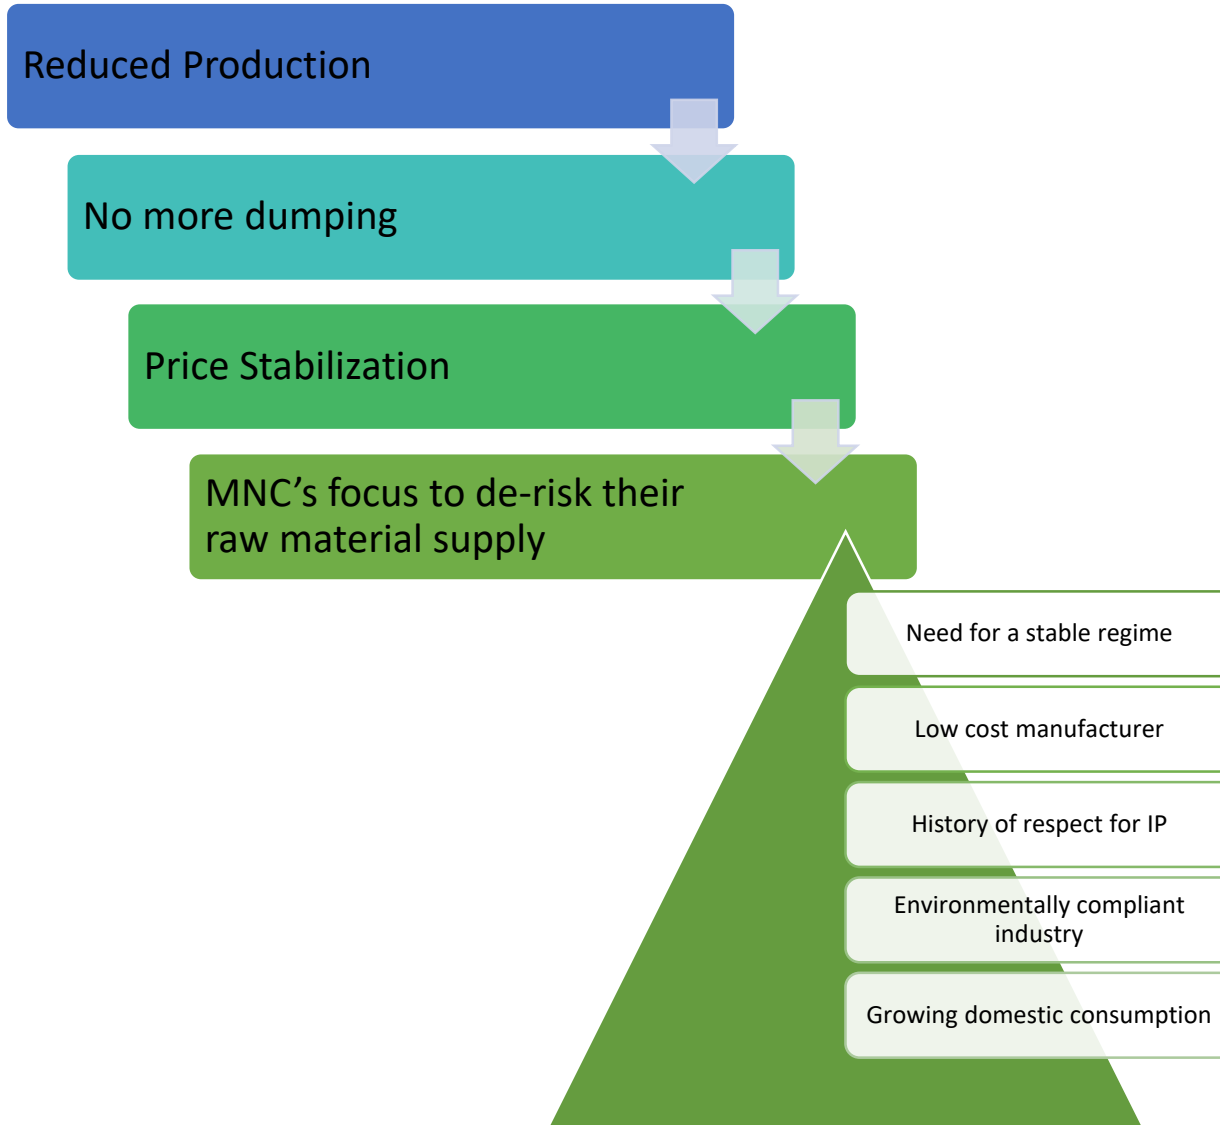 Reduced Production
No more dumping
Price Stabilization
MNC’s focus to de-risk their
raw material supply
Need for a stable regime
Low cost manufacturer
History of respect for IP
Environmentally compliant
industry
Growing domestic consumption